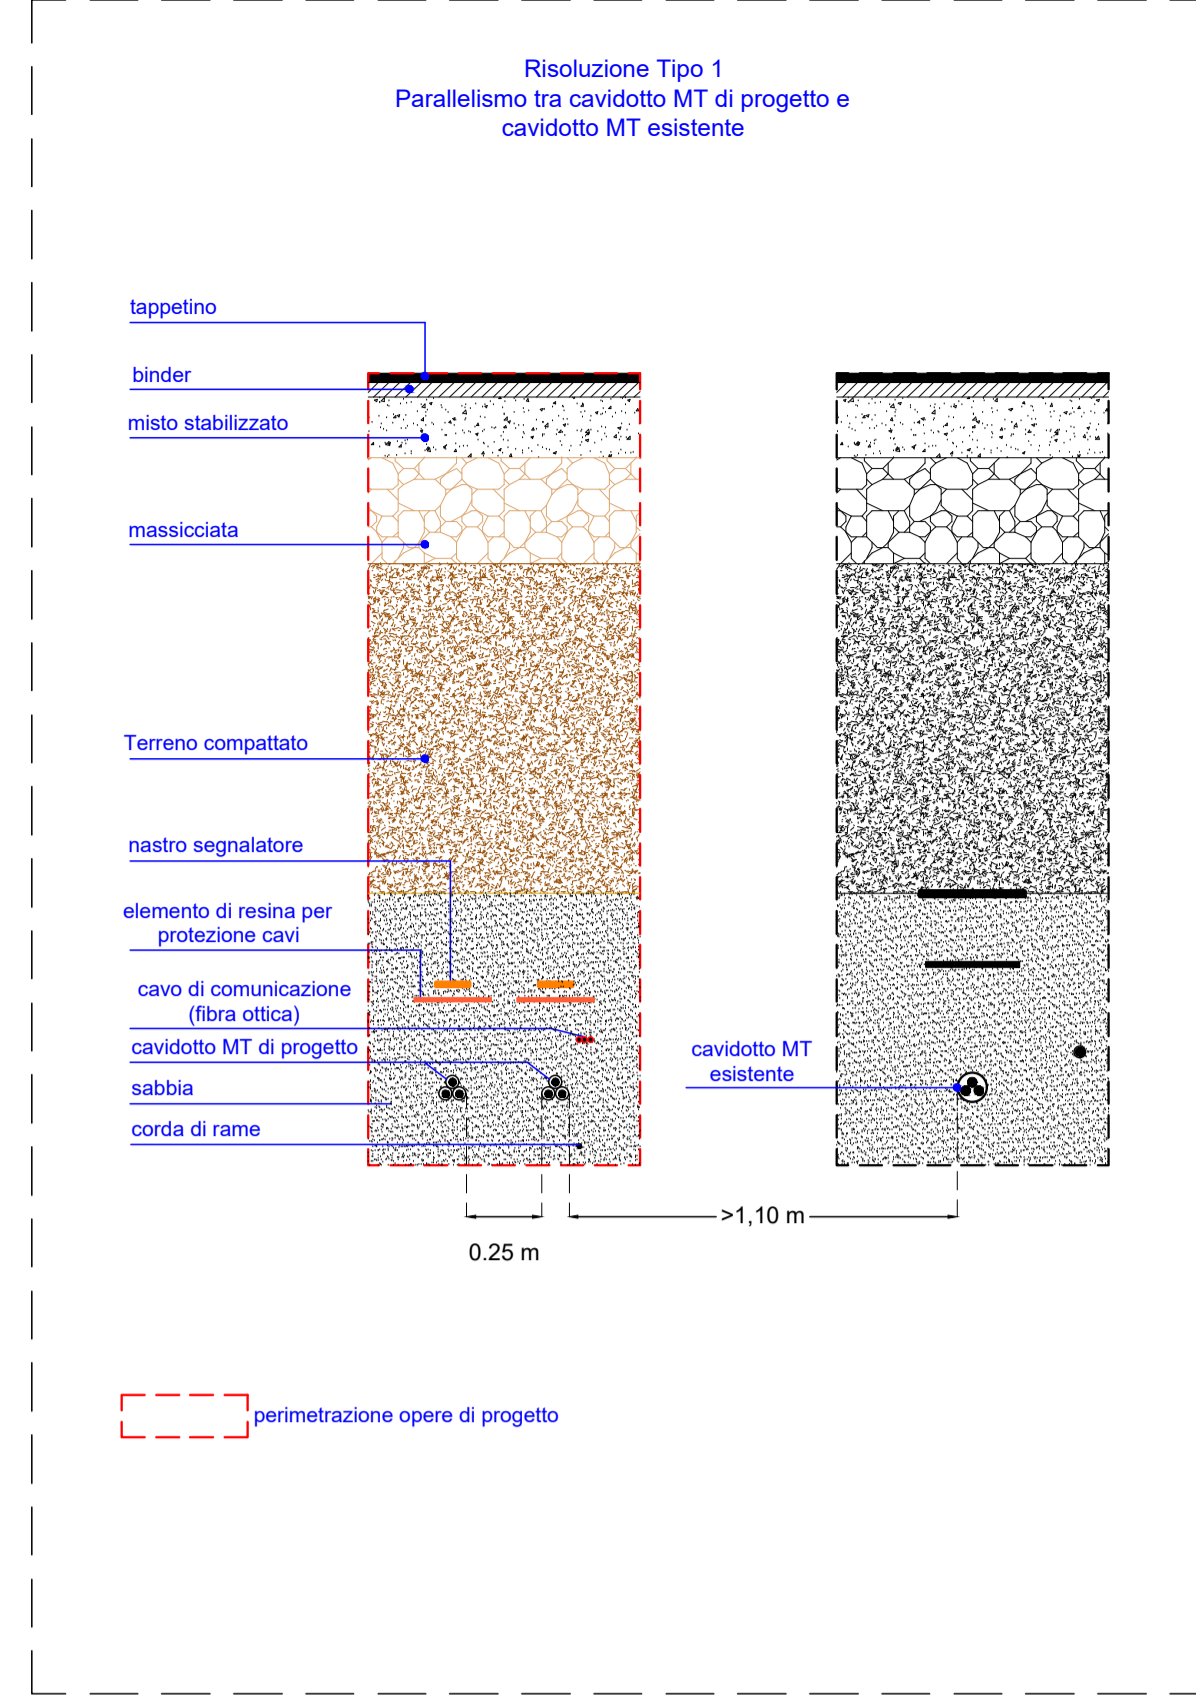 Risoluzione Tipo 1
Parallelismo tra cavidotto MT di progetto e
cavidotto MT esistente
tappetino
binder
misto stabilizzato
massicciata
Terreno compattato
nastro segnalatore
elemento di resina per
protezione cavi
cavo di comunicazione
(fibra ottica)
cavidotto MT di progetto
sabbia
corda di rame
cavidotto MT
esistente
>1,10 m
0.25 m
perimetrazione opere di progetto